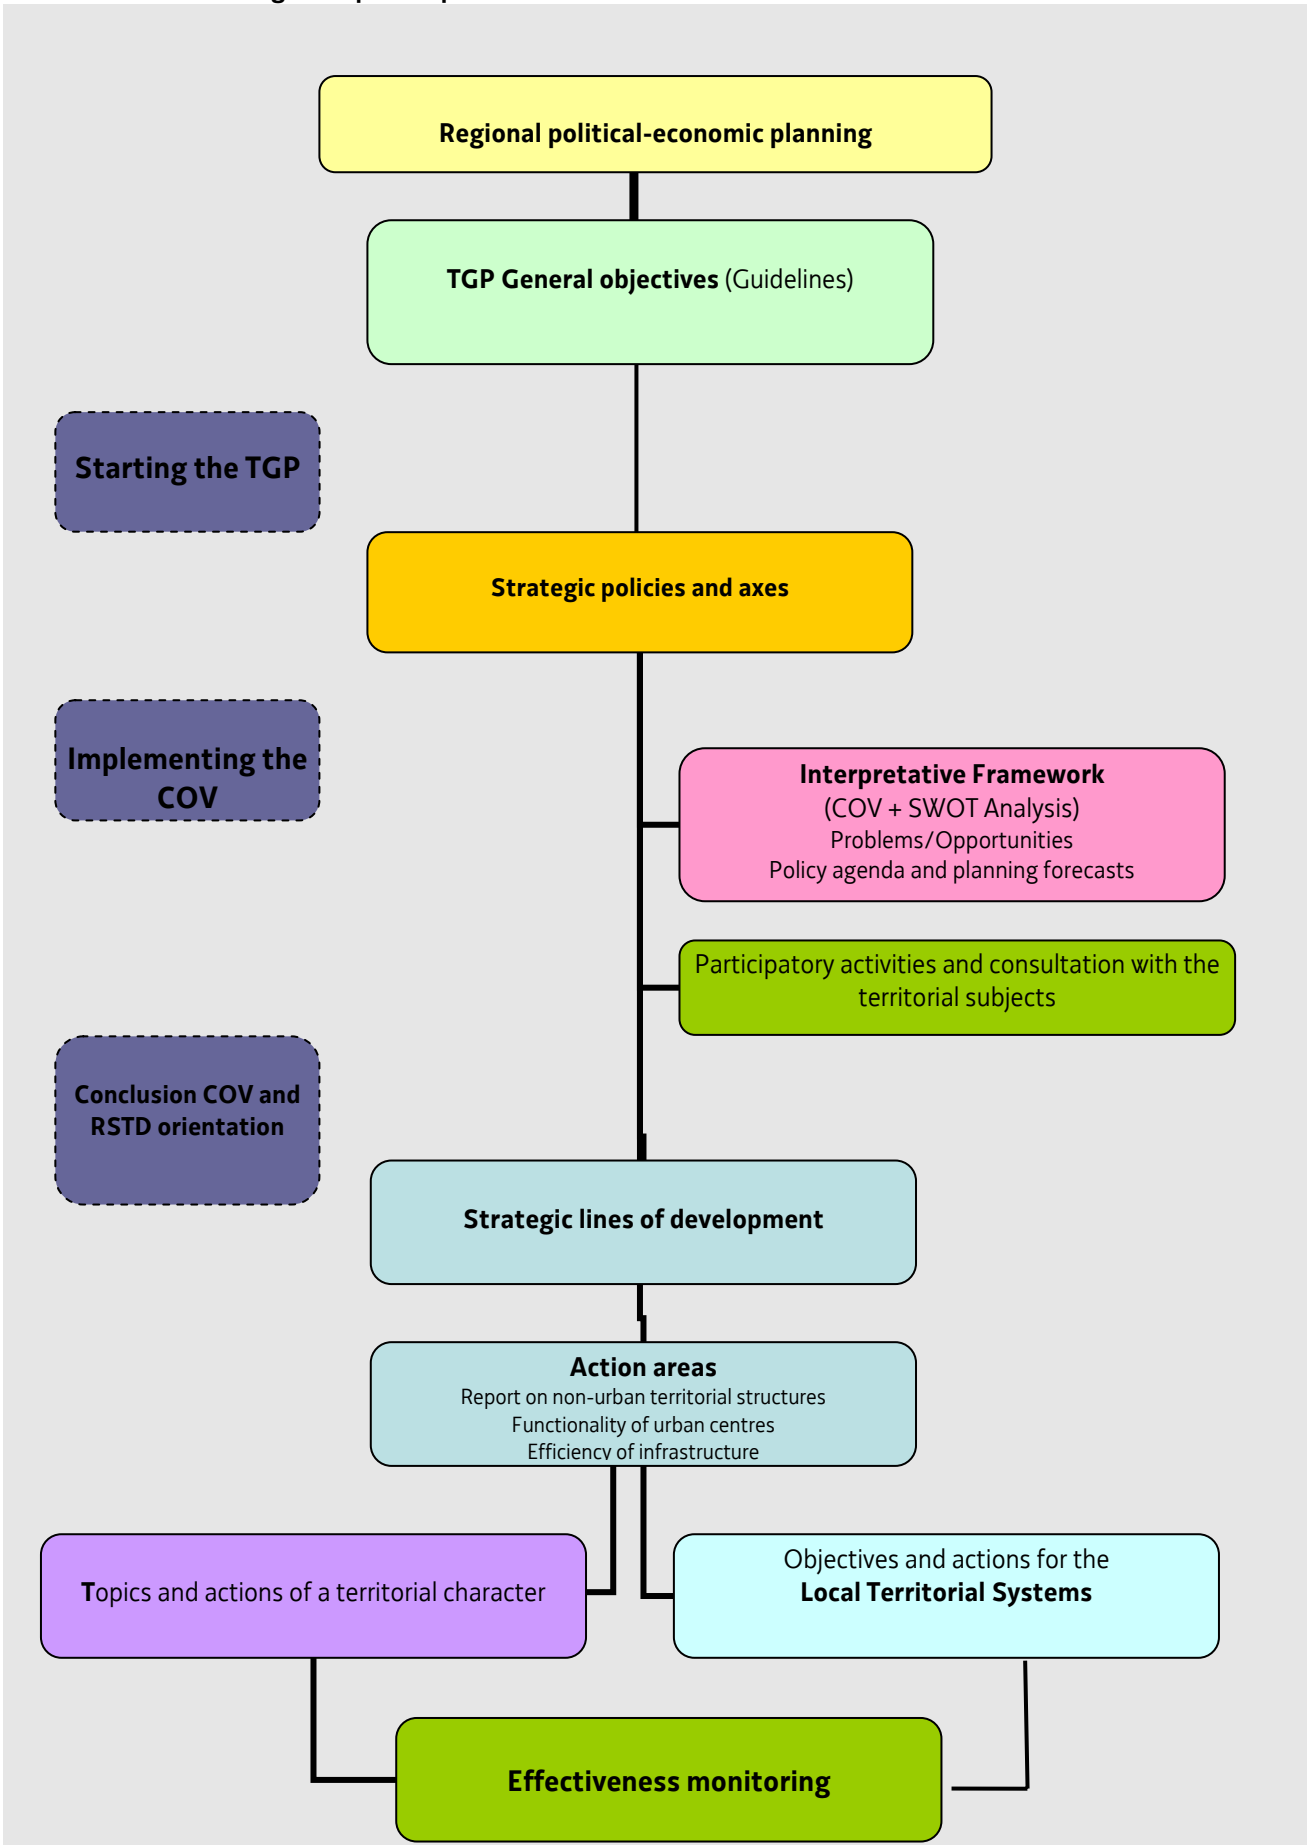 Regional political-economic planning
TGP General objectives (Guidelines)
Starting the TGP
Strategic policies and axes
Implementing the
COV
Interpretative Framework
(COV + SWOT Analysis)
Problems/Opportunities
Policy agenda and planning forecasts
Participatory activities and consultation with the
territorial subjects
Conclusion COV and
RSTD orientation
Strategic lines of development
Action areas
Report on non-urban territorial structures
Functionality of urban centres
Efficiency of infrastructure
Topics and actions of a territorial character
Objectives and actions for the
Local Territorial Systems
Effectiveness monitoring